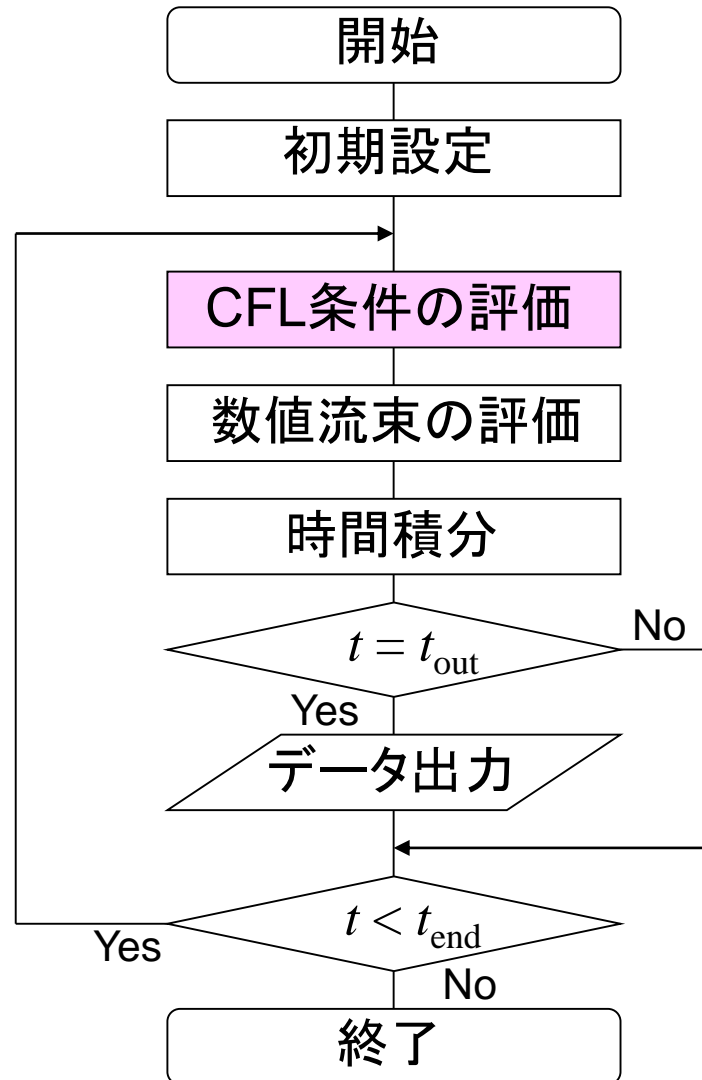 開始
初期設定
CFL条件の評価
数値流束の評価
時間積分
t = t_out
No
Yes
データ出力
t < t_end
Yes
No
終了